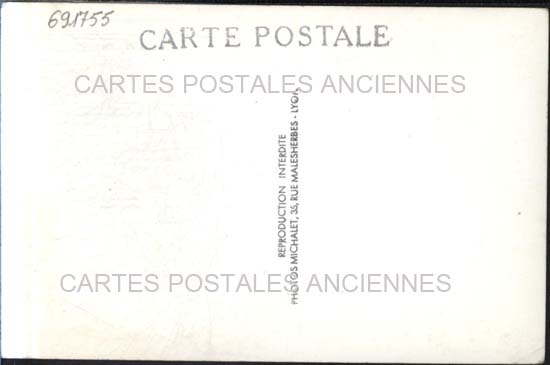 691755
CARTE POSTALE
CARTES POSTALES ANCIENNES
REPRODUCTION INTERDITE
PHOTOS MICHALET, 35, RUE MALESHERBES - LYON
CARTES POSTALES ANCIENNES